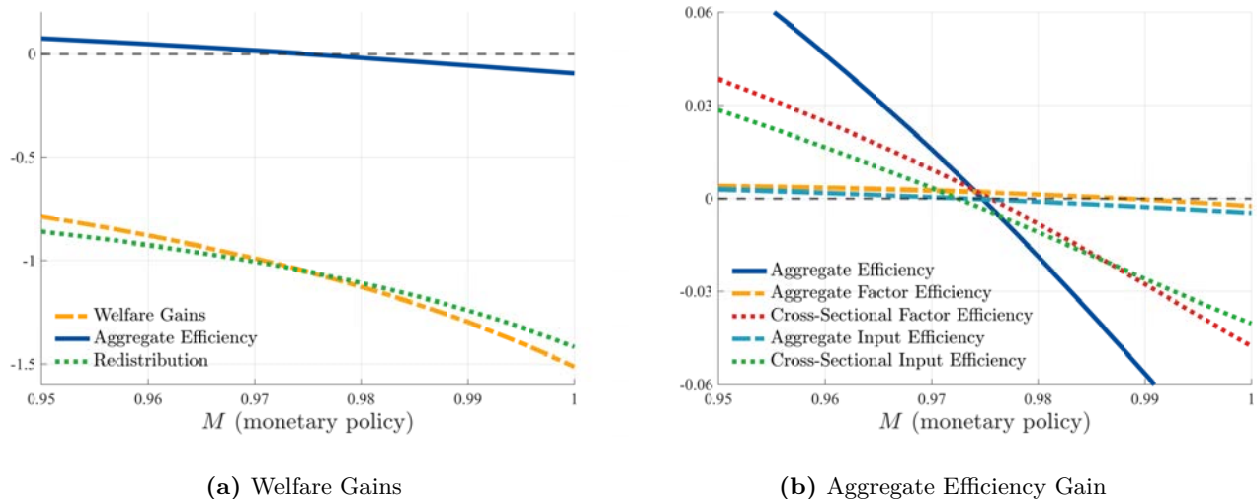 0
-0.5
-1
-1.5
Welfare Gains
Aggregate Efficiency
Redistribution
0.95 0.96 0.97 0.98 0.99 1
M (monetary policy)
(a) Welfare Gains
0.06
0.03
0
-0.03
-0.06
Aggregate Efficiency
Aggregate Factor Efficiency
Cross-Sectional Factor Efficiency
Aggregate Input Efficiency
Cross-Sectional Input Efficiency
0.95 0.96 0.97 0.98 0.99 1
M (monetary policy)
(b) Aggregate Efficiency Gain